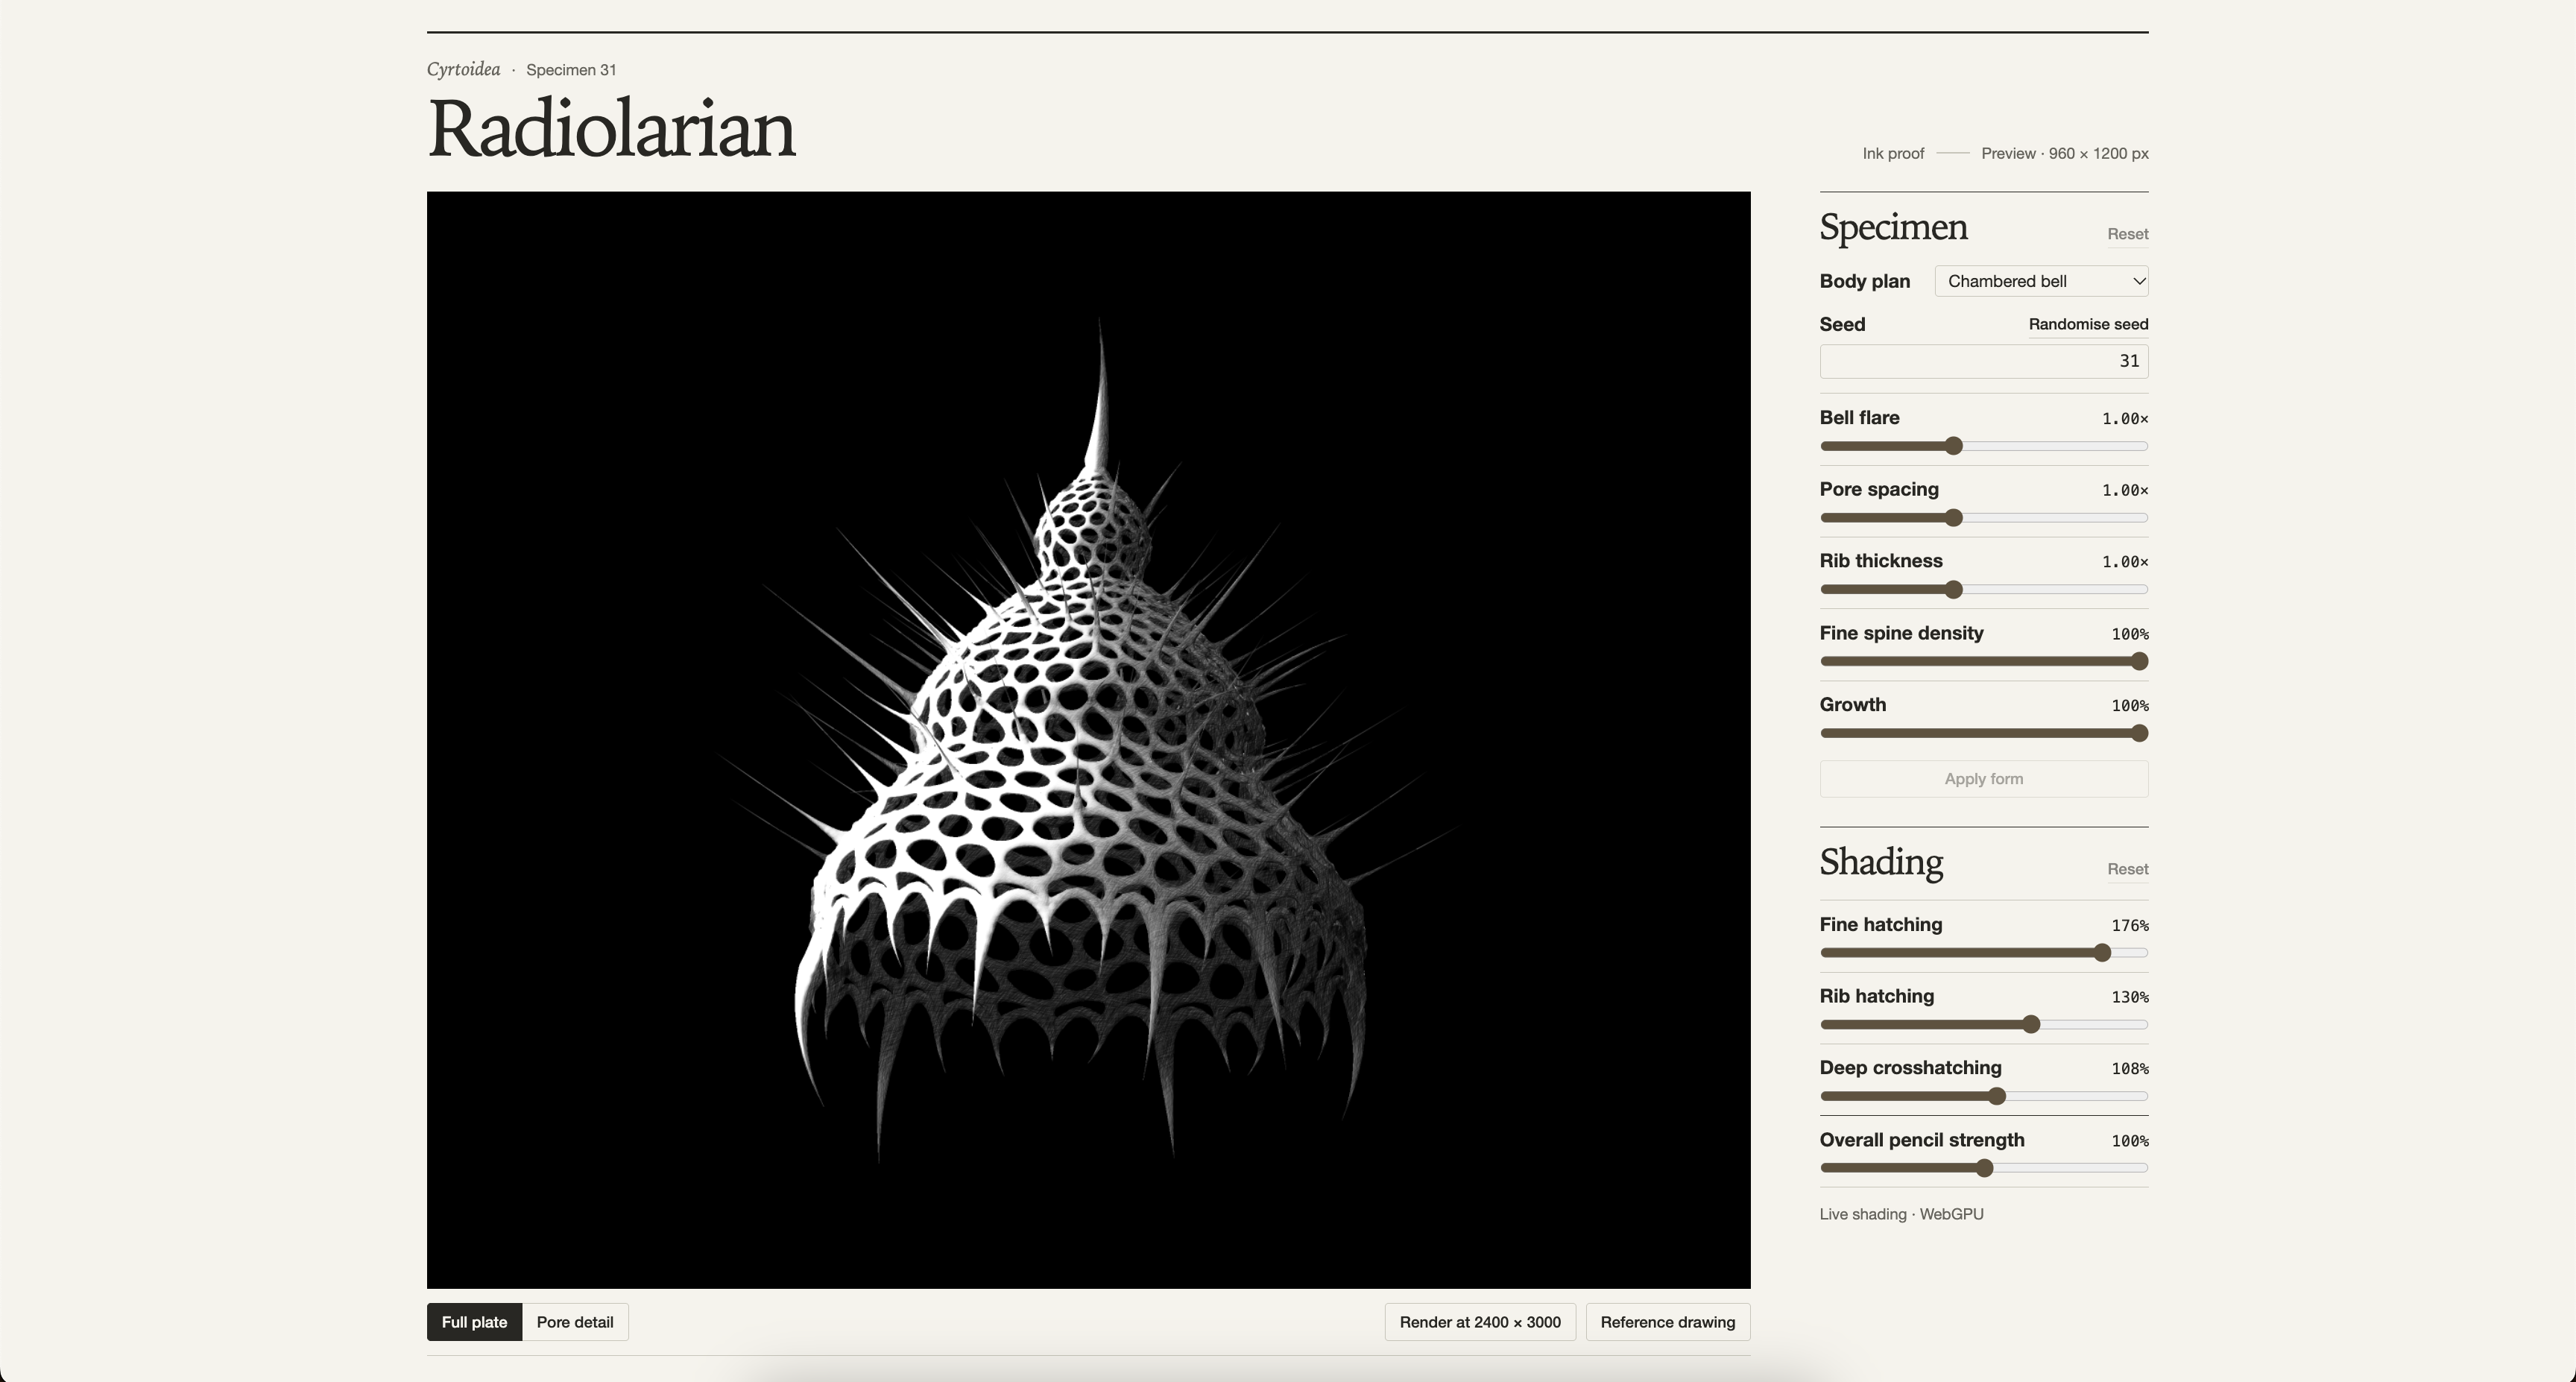 Cyrtoidea · Specimen 31
Radiolarian
Ink proof — Preview · 960 × 1200 px
Specimen
Reset
Body plan
Chambered bell
Seed
Randomise seed
31
Bell flare
1.00×
Pore spacing
1.00×
Rib thickness
1.00×
Fine spine density
100%
Growth
100%
Apply form
Shading
Reset
Fine hatching
176%
Rib hatching
130%
Deep crosshatching
108%
Overall pencil strength
100%
Live shading · WebGPU
Full plate
Pore detail
Render at 2400 × 3000
Reference drawing